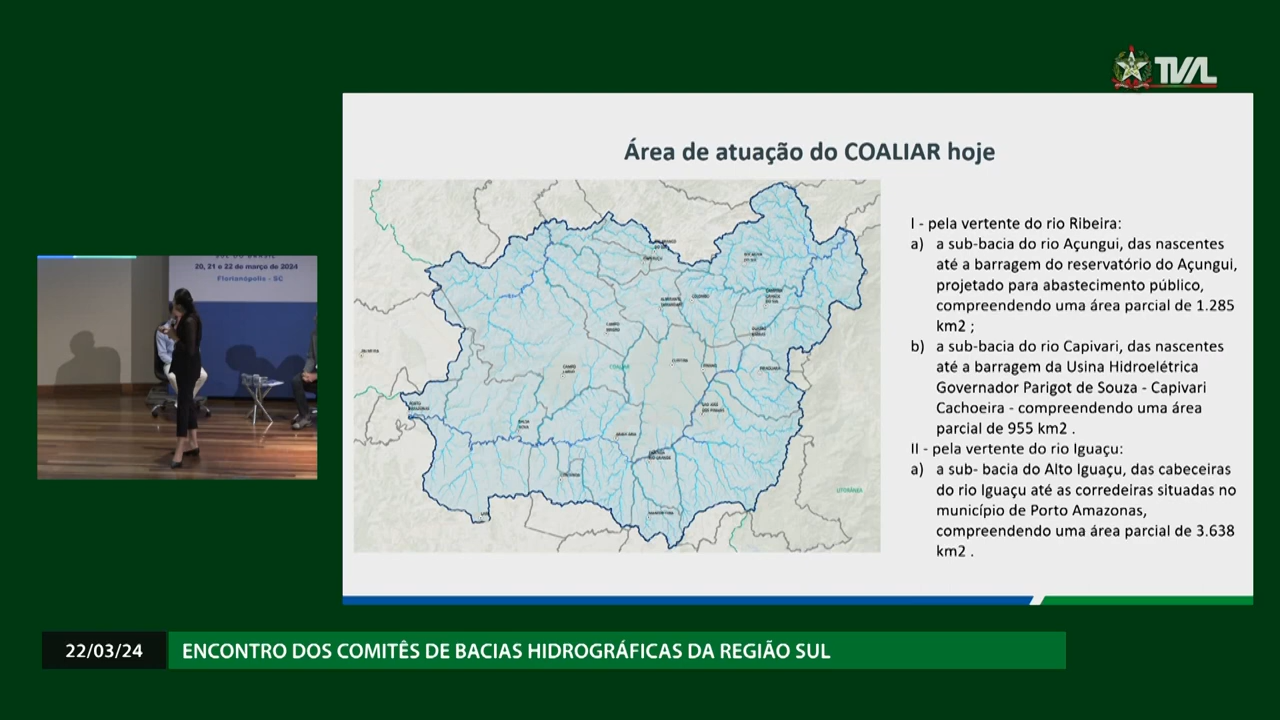 TVAL
Área de atuação do COALIAR hoje
I - pela vertente do rio Ribeira:
a) a sub-bacia do rio Açungui, das nascentes
até a barragem do reservatório do Açungui,
projetado para abastecimento público,
compreendendo uma área parcial de 1.285
km2 ;
b) a sub-bacia do rio Capivari, das nascentes
até a barragem da Usina Hidroelétrica
Governador Parigot de Souza - Capivari
Cachoeira - compreendendo uma área
parcial de 955 km2 .
II - pela vertente do rio Iguaçu:
a) a sub- bacia do Alto Iguaçu, das cabeceiras
do rio Iguaçu até as corredeiras situadas no
município de Porto Amazonas,
compreendendo uma área parcial de 3.638
km2 .
COALIAR
CURITIBA
LITORÂNEA
20, 21 e 22 de março de 2024
Florianópolis - SC
22/03/24
ENCONTRO DOS COMITÊS DE BACIAS HIDROGRÁFICAS DA REGIÃO SUL